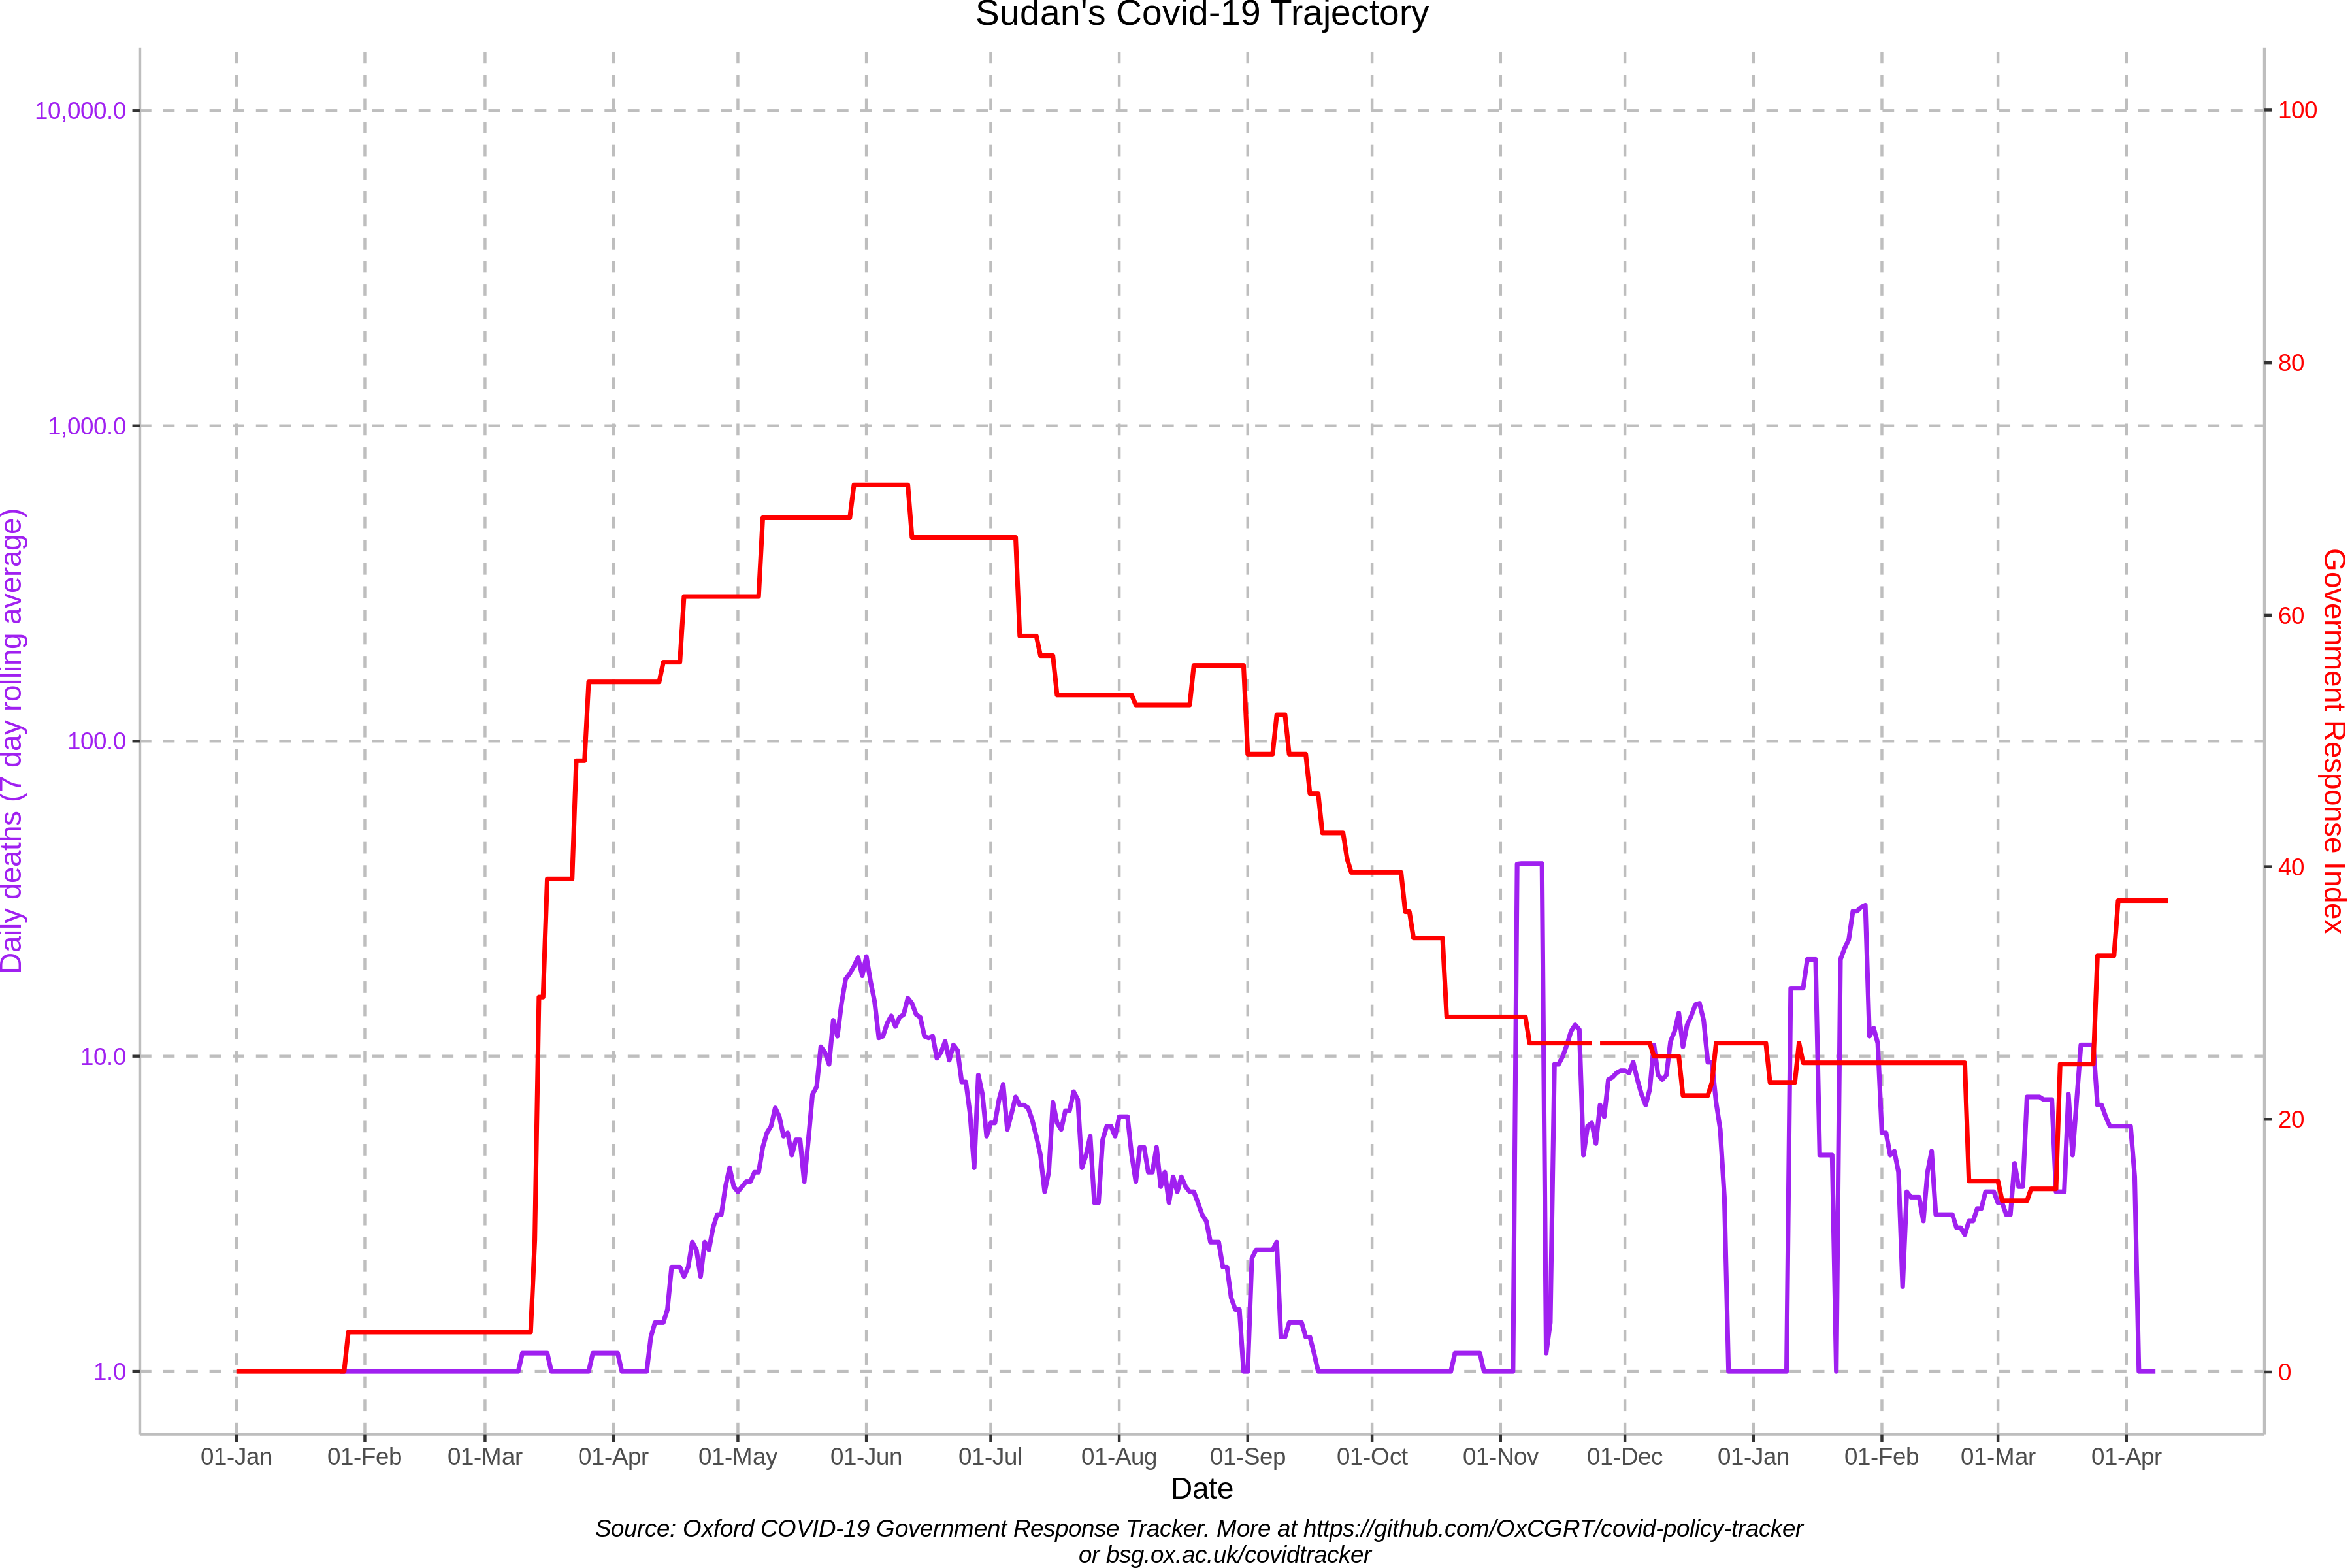 Sudan's Covid-19 Trajectory
10,000.0
1,000.0
100.0
10.0
1.0
Daily deaths (7 day rolling average)
100
80
60
40
20
0
Government Response Index
01-Jan 01-Feb 01-Mar 01-Apr 01-May 01-Jun 01-Jul 01-Aug 01-Sep 01-Oct 01-Nov 01-Dec 01-Jan 01-Feb 01-Mar 01-Apr
Date
Source: Oxford COVID-19 Government Response Tracker. More at https://github.com/OxCGRT/covid-policy-tracker
or bsg.ox.ac.uk/covidtracker